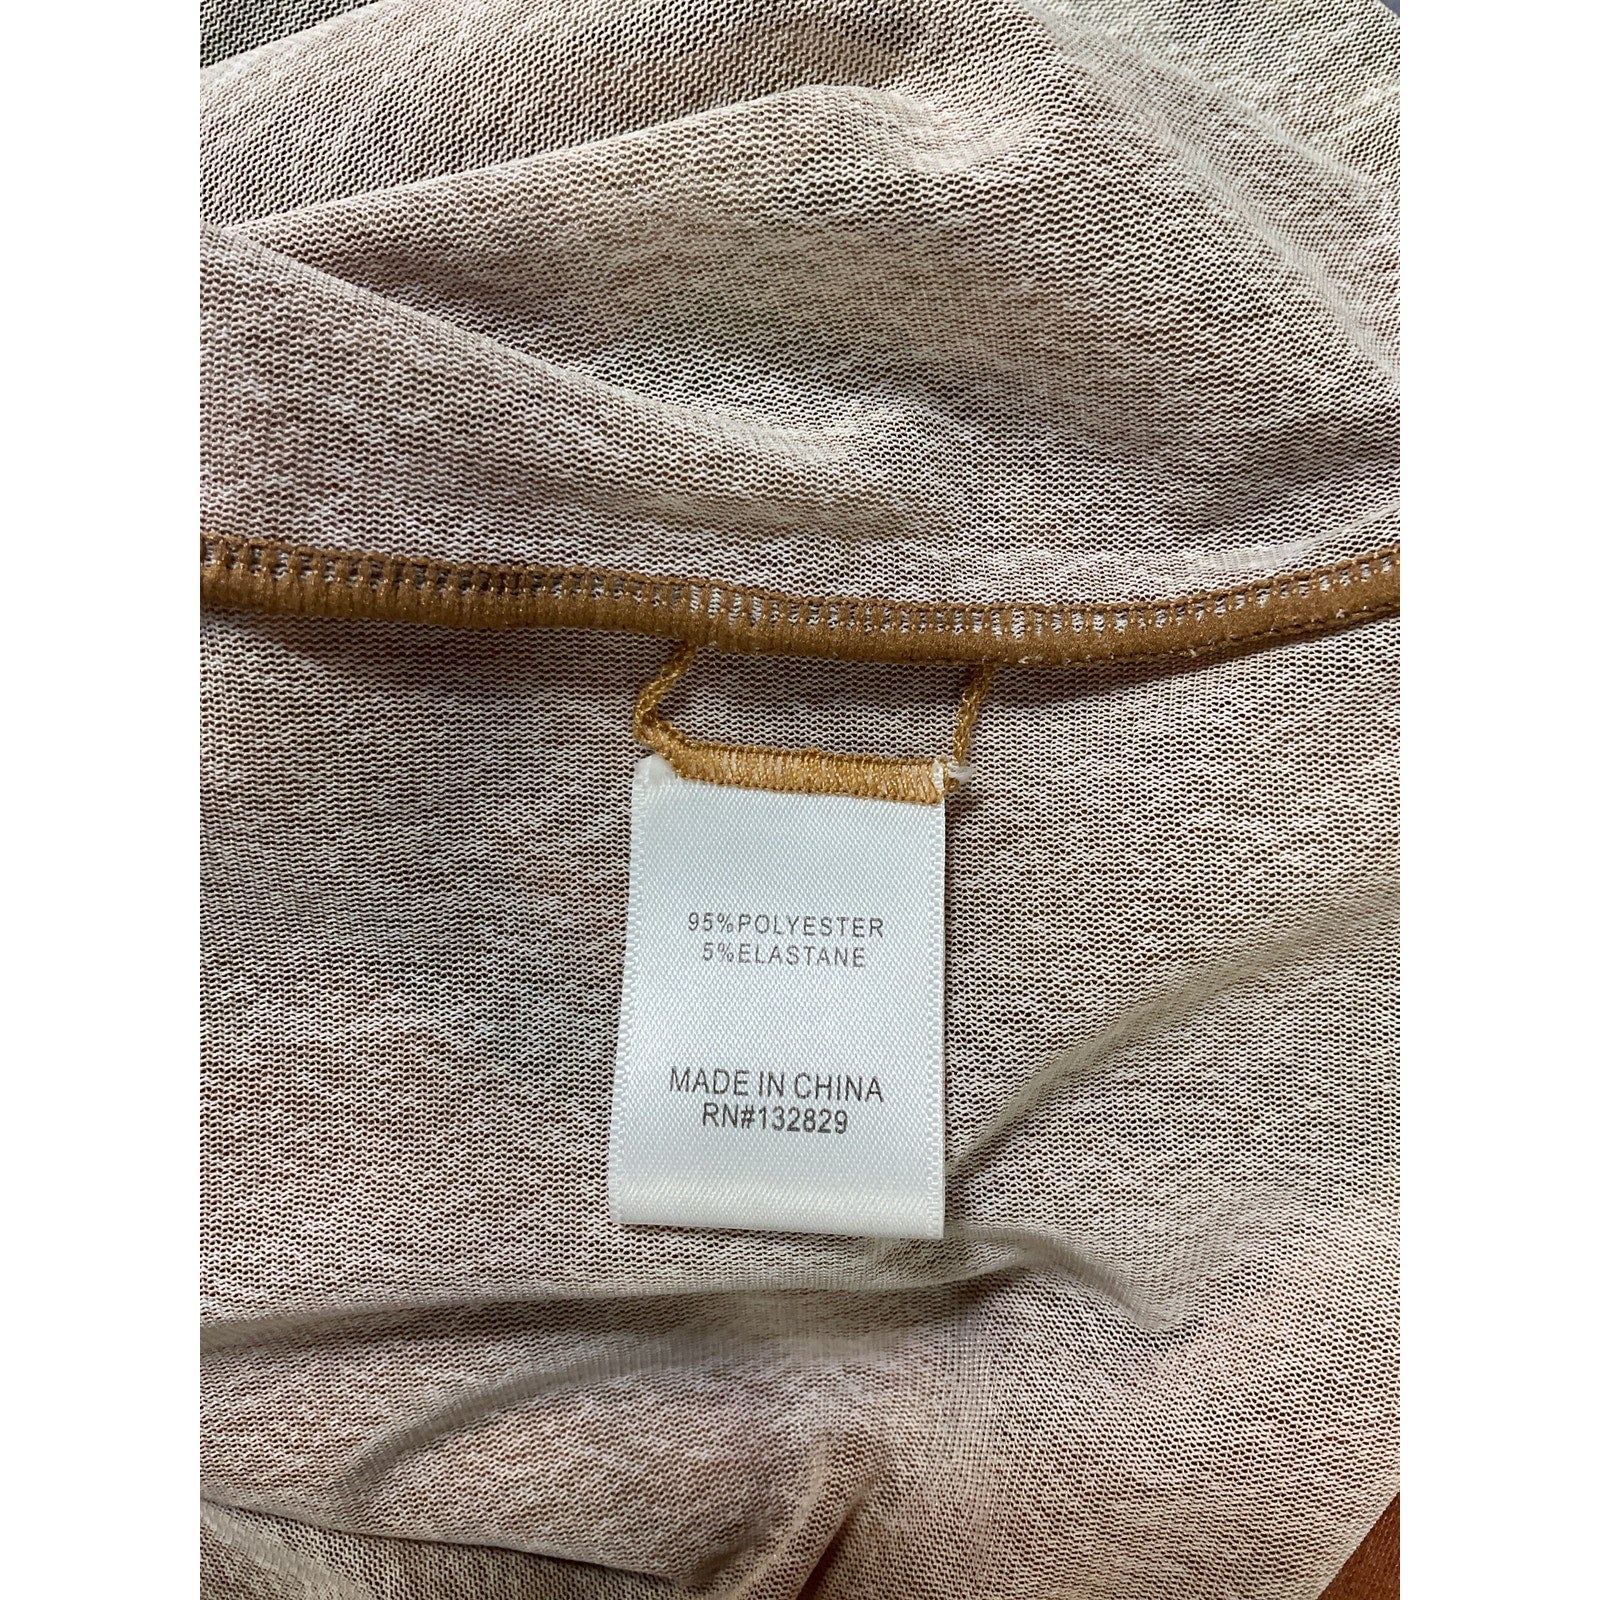 95%POLYESTER
5%ELASTANE
MADE IN CHINA
RN#132829